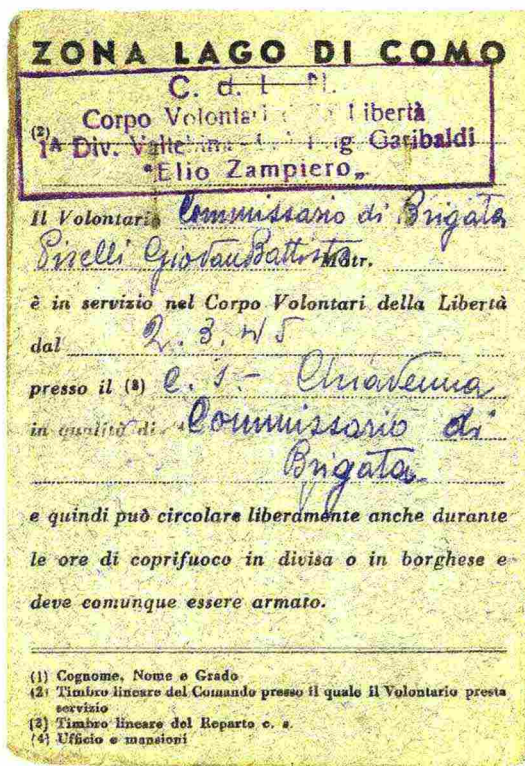 ZONA LAGO DI COMO
C. d. L. N.
(2) Corpo Volontari della Libertà
1ª Div. Brig Garibaldi
"Elio Zampiero„
Il Volontario Commissario di Brigata
Giovan Battista Matr.
è in servizio nel Corpo Volontari della Libertà
dal 2. 3. 45
presso il (3) Chiavenna
in qualità di Commissario di
Brigata
e quindi può circolare liberamente anche durante
le ore di coprifuoco in divisa o in borghese e
deve comunque essere armato.
(1) Cognome, Nome e Grado
(2) Timbro lineare del Comando presso il quale il Volontario presta
servizio
(3) Timbro lineare del Reparto c. s.
(4) Ufficio e mansioni